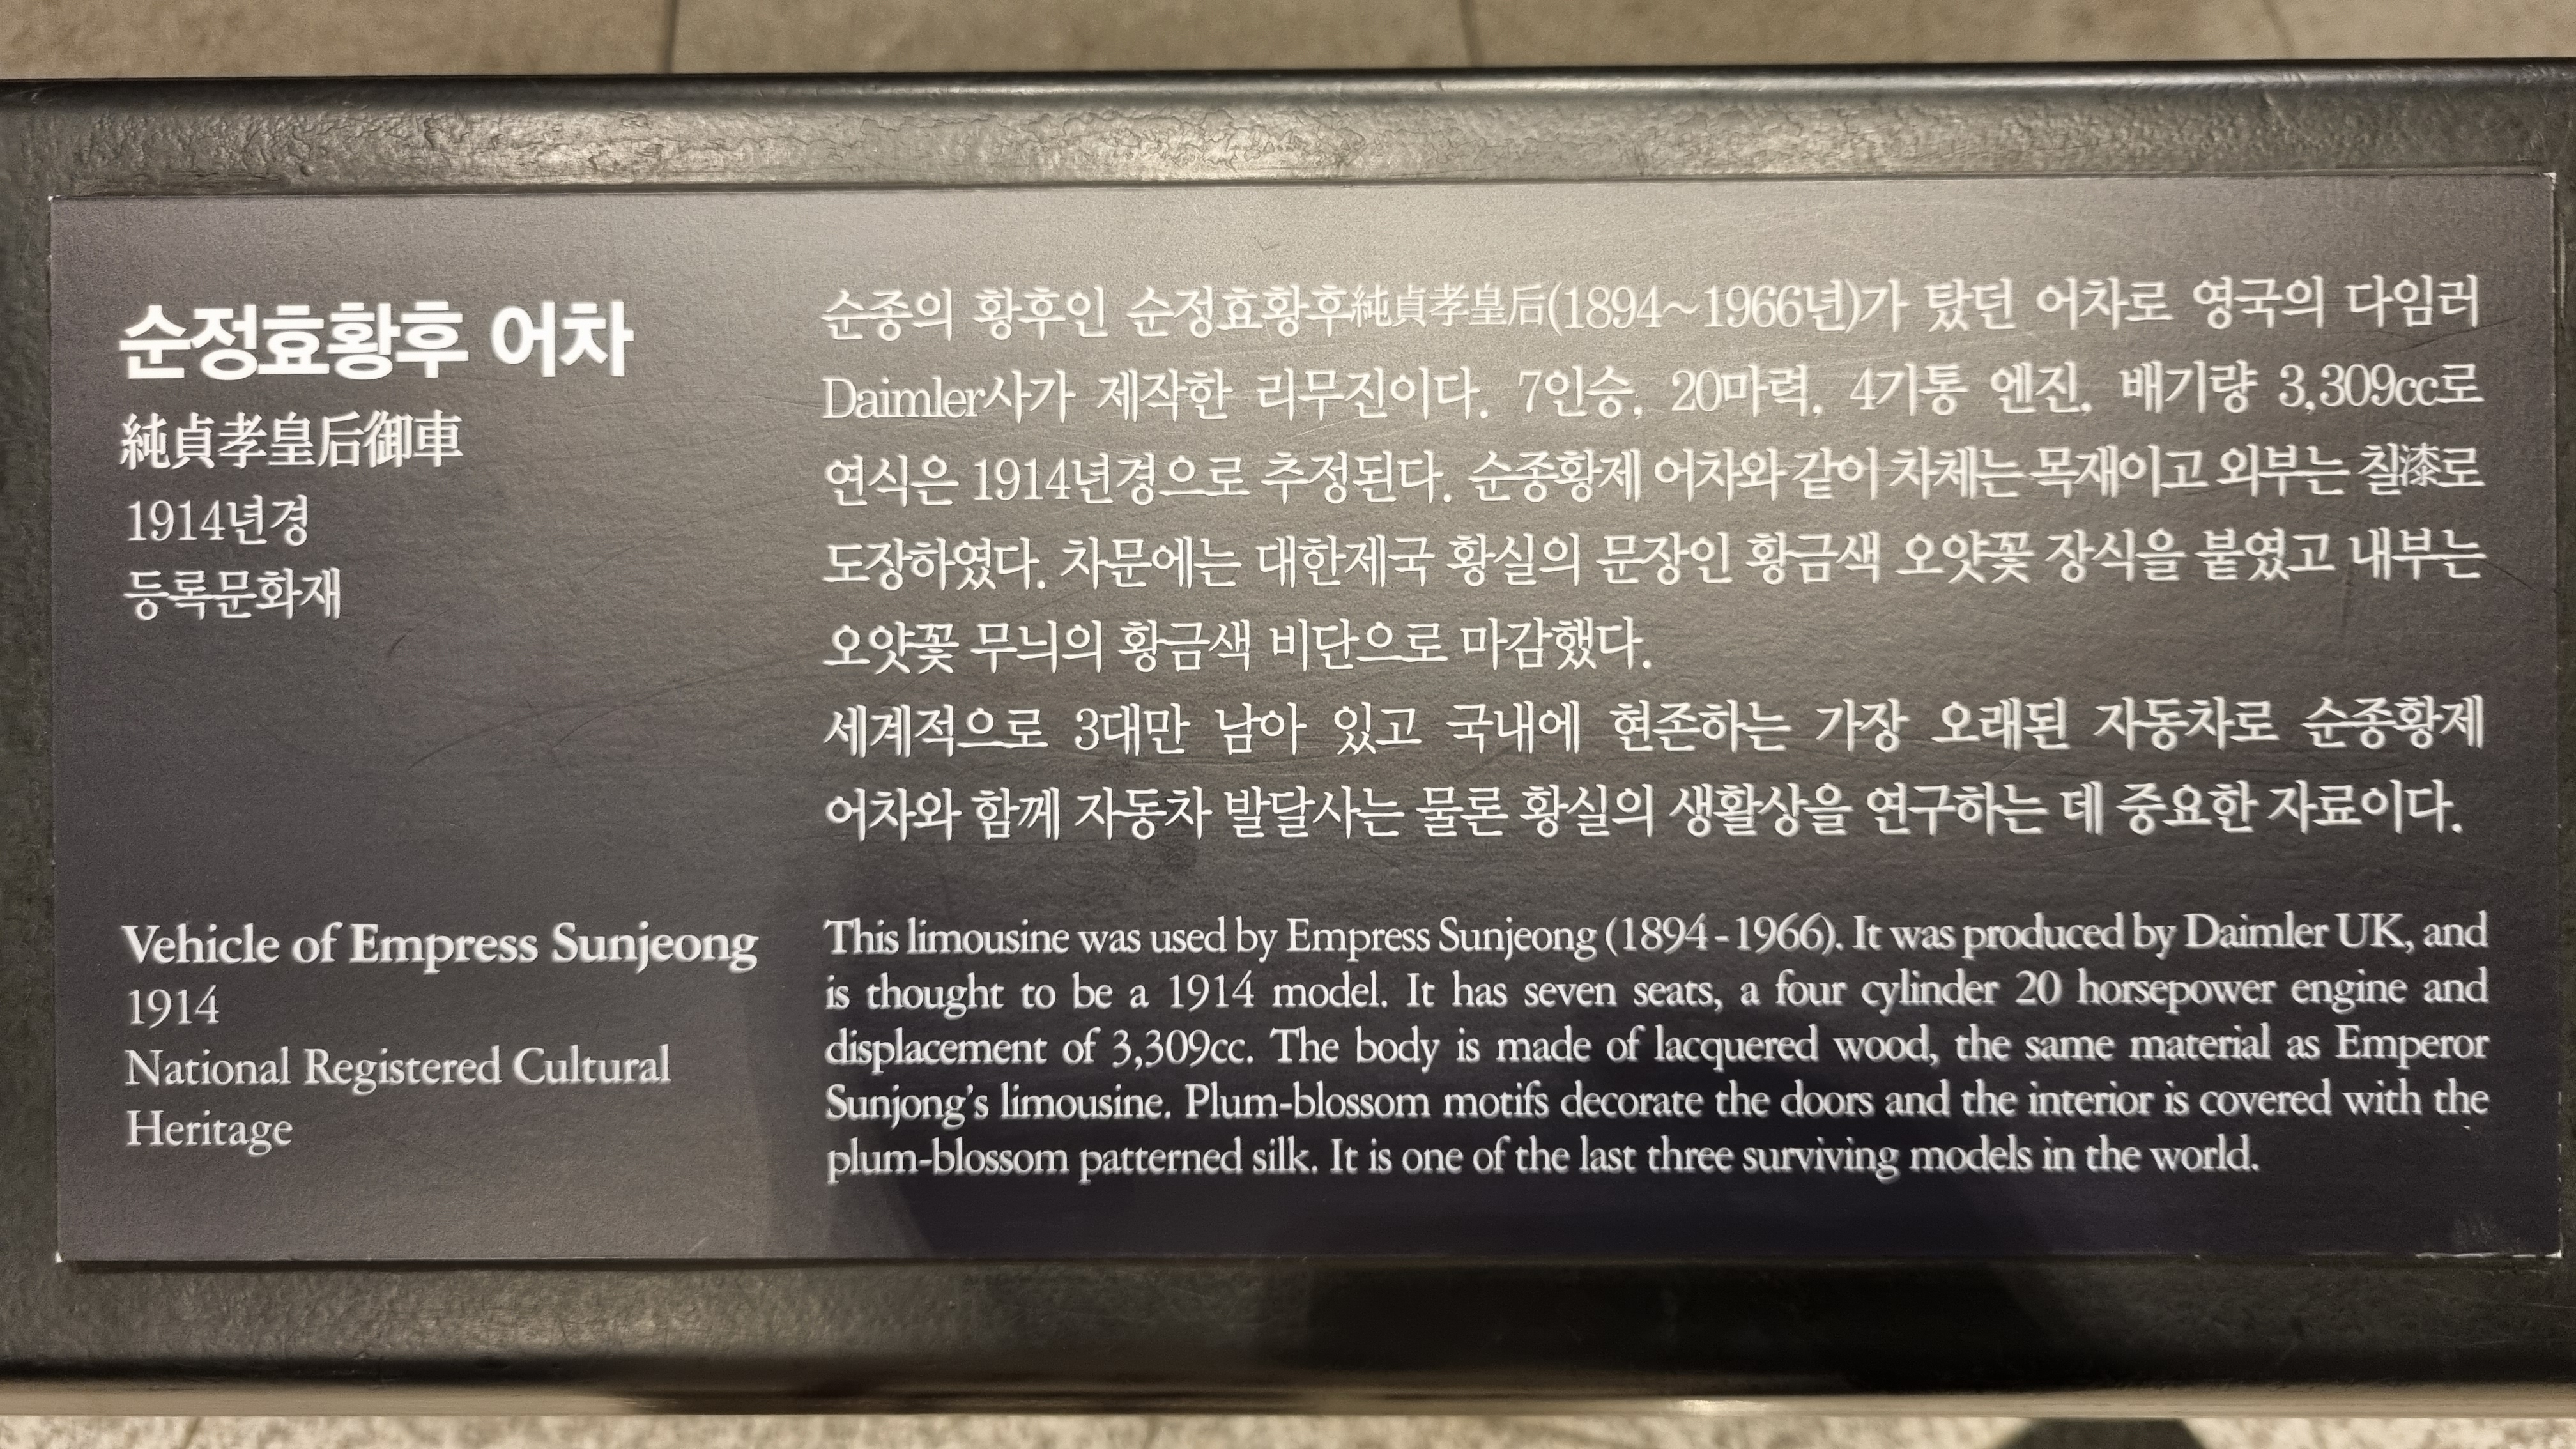 순정효황후 어차
純貞孝皇后御車
1914년경
등록문화재
순종의 황후인 순정효황후純貞孝皇后(1894~1966년)가 탔던 어차로 영국의 다임러
Daimler사가 제작한 리무진이다. 7인승, 20마력, 4기통 엔진, 배기량 3,309cc로
연식은 1914년경으로 추정된다. 순종황제 어차와 같이 차체는 목재이고 외부는 칠漆로
도장하였다. 차문에는 대한제국 황실의 문장인 황금색 오얏꽃 장식을 붙였고 내부는
오얏꽃 무늬의 황금색 비단으로 마감했다.
세계적으로 3대만 남아 있고 국내에 현존하는 가장 오래된 자동차로 순종황제
어차와 함께 자동차 발달사는 물론 황실의 생활상을 연구하는 데 중요한 자료이다.
Vehicle of Empress Sunjeong
1914
National Registered Cultural
Heritage
This limousine was used by Empress Sunjeong (1894-1966). It was produced by Daimler UK, and
is thought to be a 1914 model. It has seven seats, a four cylinder 20 horsepower engine and
displacement of 3,309cc. The body is made of lacquered wood, the same material as Emperor
Sunjong's limousine. Plum-blossom motifs decorate the doors and the interior is covered with the
plum-blossom patterned silk. It is one of the last three surviving models in the world.